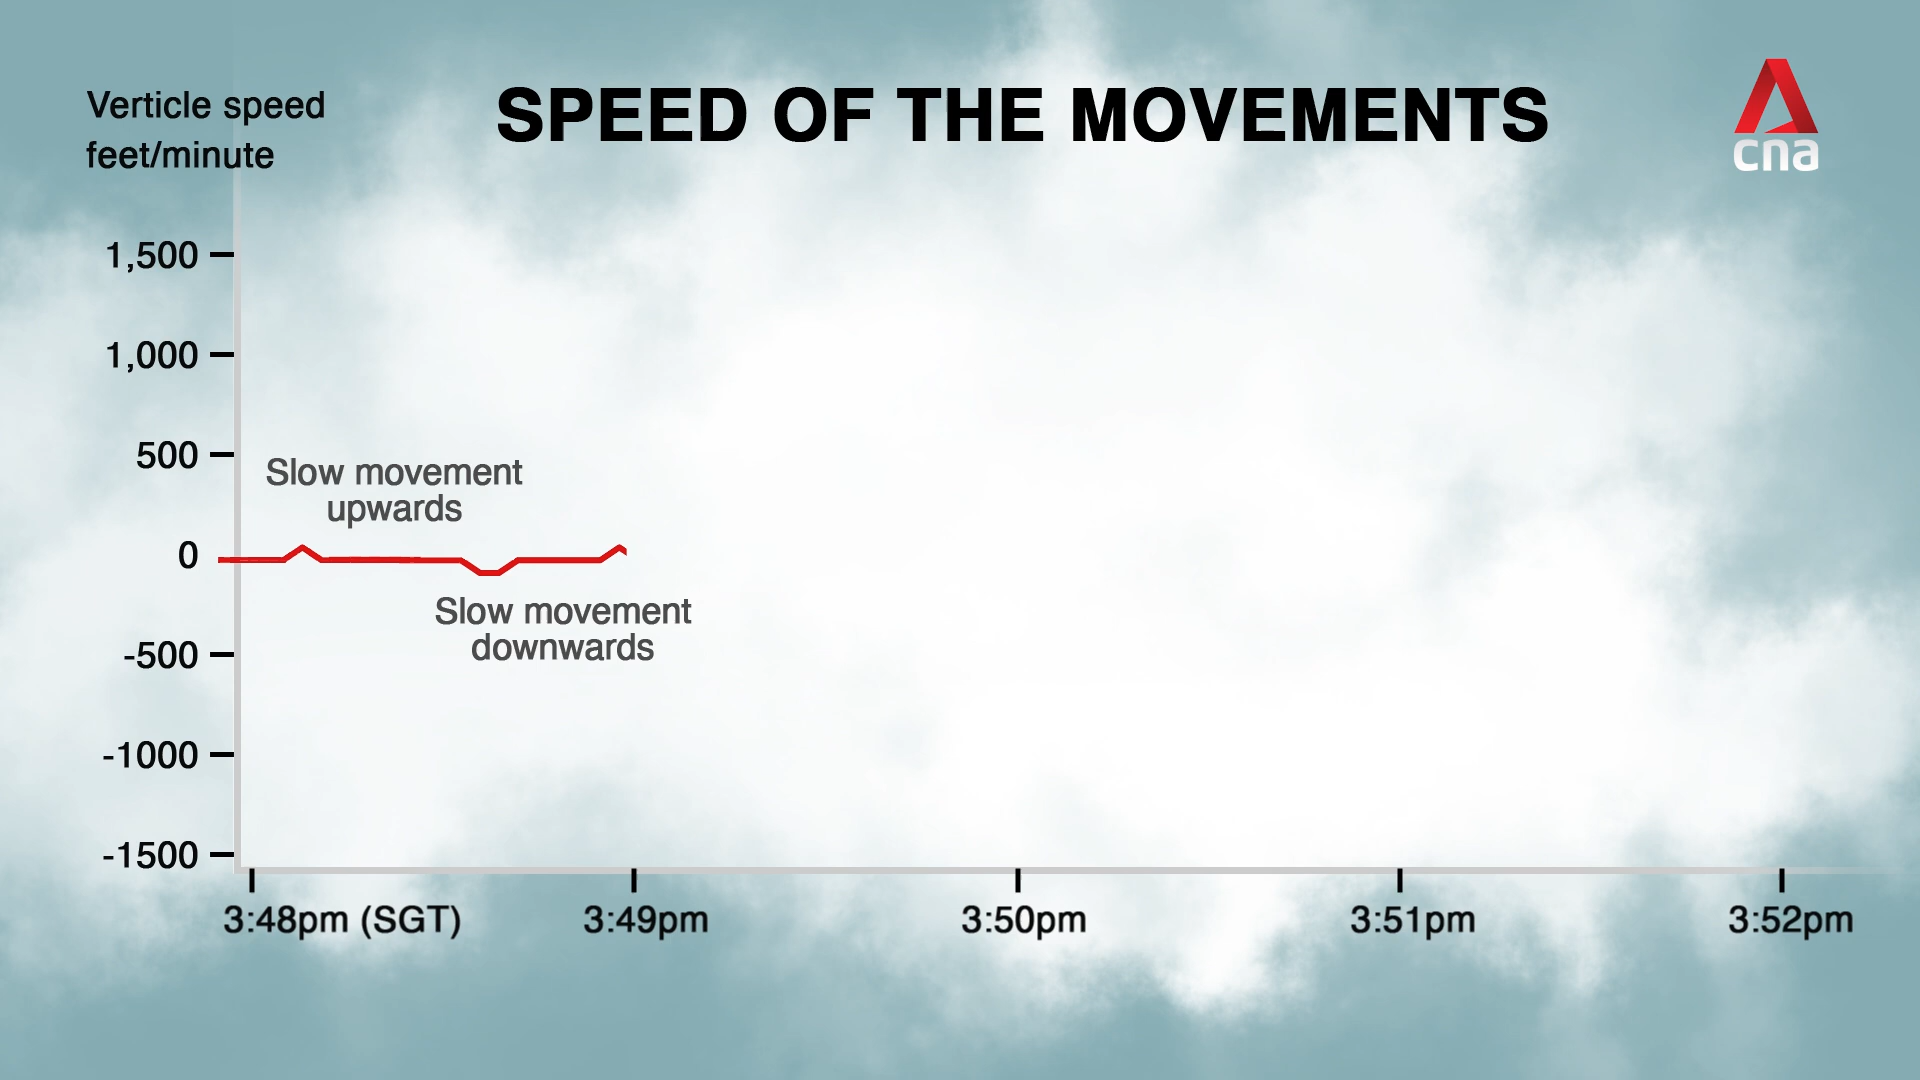 Verticle speed
feet/minute
SPEED OF THE MOVEMENTS
cna
1,500
1,000
500
0
-500
-1000
-1500
Slow movement
upwards
Slow movement
downwards
3:48pm (SGT)
3:49pm
3:50pm
3:51pm
3:52pm